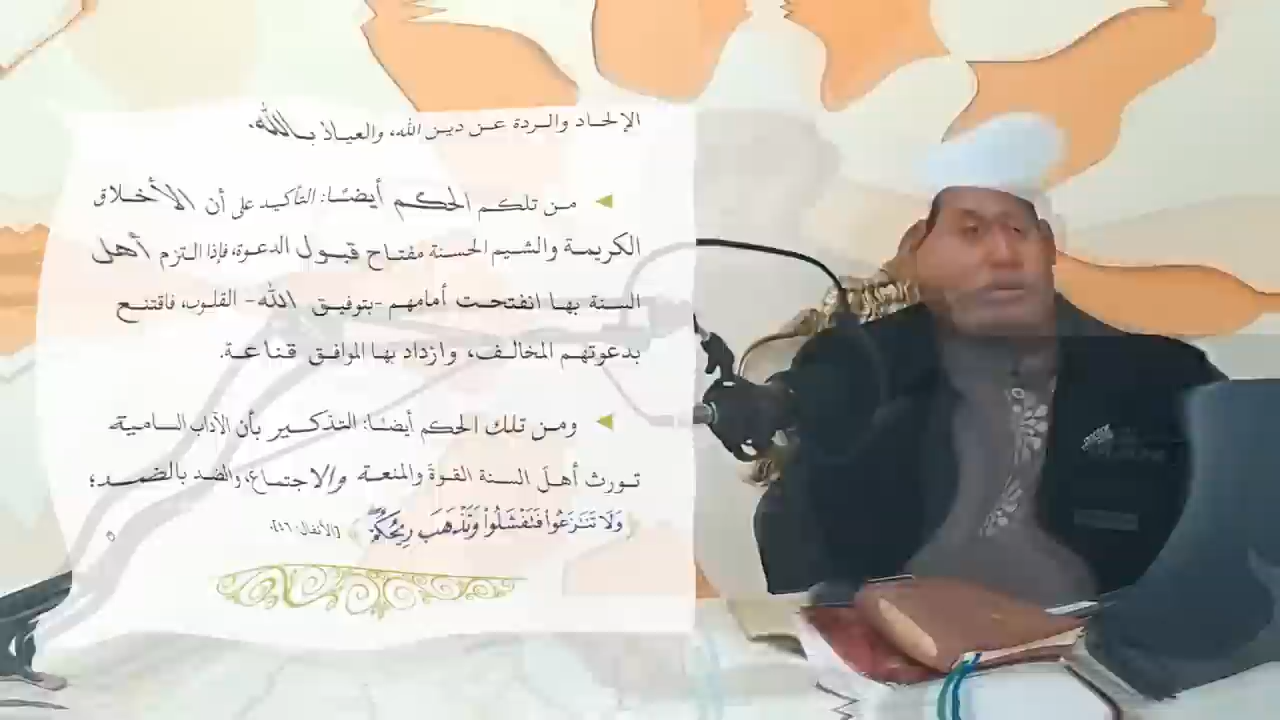 الإلحاد والردة عن دين الله، والعياذ بالله.
من تلكم الحكم أيضًا: التأكيد على أن الأخلاق
الكريمة والشيم الحسنة مفتاح قبول الدعوة، فإذا التزم أهل
السنة بها انفتحت أمامهم -بتوفيق الله- القلوب، فاقتنع
بدعوتهم المخالف، وازداد بها الموافق قناعة.
ومن تلك الحكم أيضًا: التذكير بأن الآداب السامية
تورث أهلَ السنة القوةَ والمنعة والاجتماع، والضد بالضد؛
﴿وَلَا تَنَٰزَعُواْ فَتَفۡشَلُواْ وَتَذۡهَبَ رِيحُكُمۡۖ﴾ [الأنفال: ٤٦].